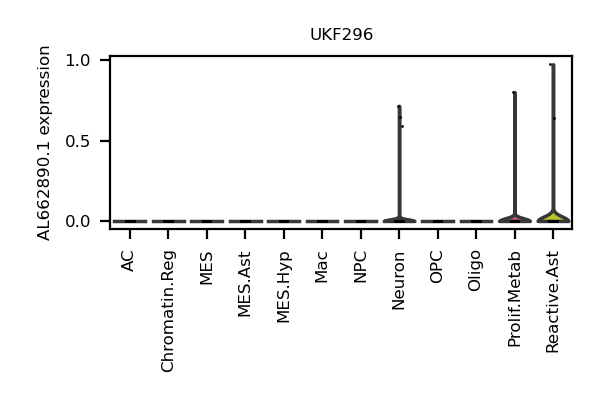 UKF296
AL662890.1 expression
1.0
0.5
0.0
AC
Chromatin.Reg
MES
MES.Ast
MES.Hyp
Mac
NPC
Neuron
OPC
Oligo
Prolif.Metab
Reactive.Ast